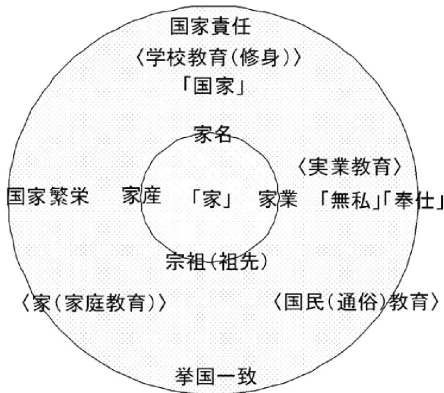 国家責任
〈学校教育(修身)〉
「国家」
家名
〈実業教育〉
国家繁栄 家産 「家」 家業 「無私」「奉仕」
宗祖(祖先)
〈家(家庭教育)〉 〈国民(通俗)教育〉
挙国一致